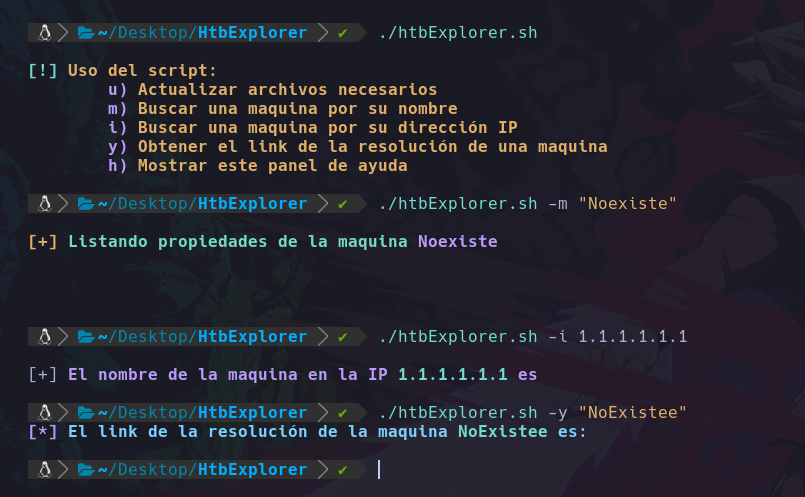 ~/Desktop/HtbExplorer ✔ ./htbExplorer.sh
[!] Uso del script:
u) Actualizar archivos necesarios
m) Buscar una maquina por su nombre
i) Buscar una maquina por su dirección IP
y) Obtener el link de la resolución de una maquina
h) Mostrar este panel de ayuda
~/Desktop/HtbExplorer ✔ ./htbExplorer.sh -m "Noexiste"
[+] Listando propiedades de la maquina Noexiste
~/Desktop/HtbExplorer ✔ ./htbExplorer.sh -i 1.1.1.1.1.1
[+] El nombre de la maquina en la IP 1.1.1.1.1.1 es
~/Desktop/HtbExplorer ✔ ./htbExplorer.sh -y "NoExistee"
[*] El link de la resolución de la maquina NoExistee es:
~/Desktop/HtbExplorer ✔